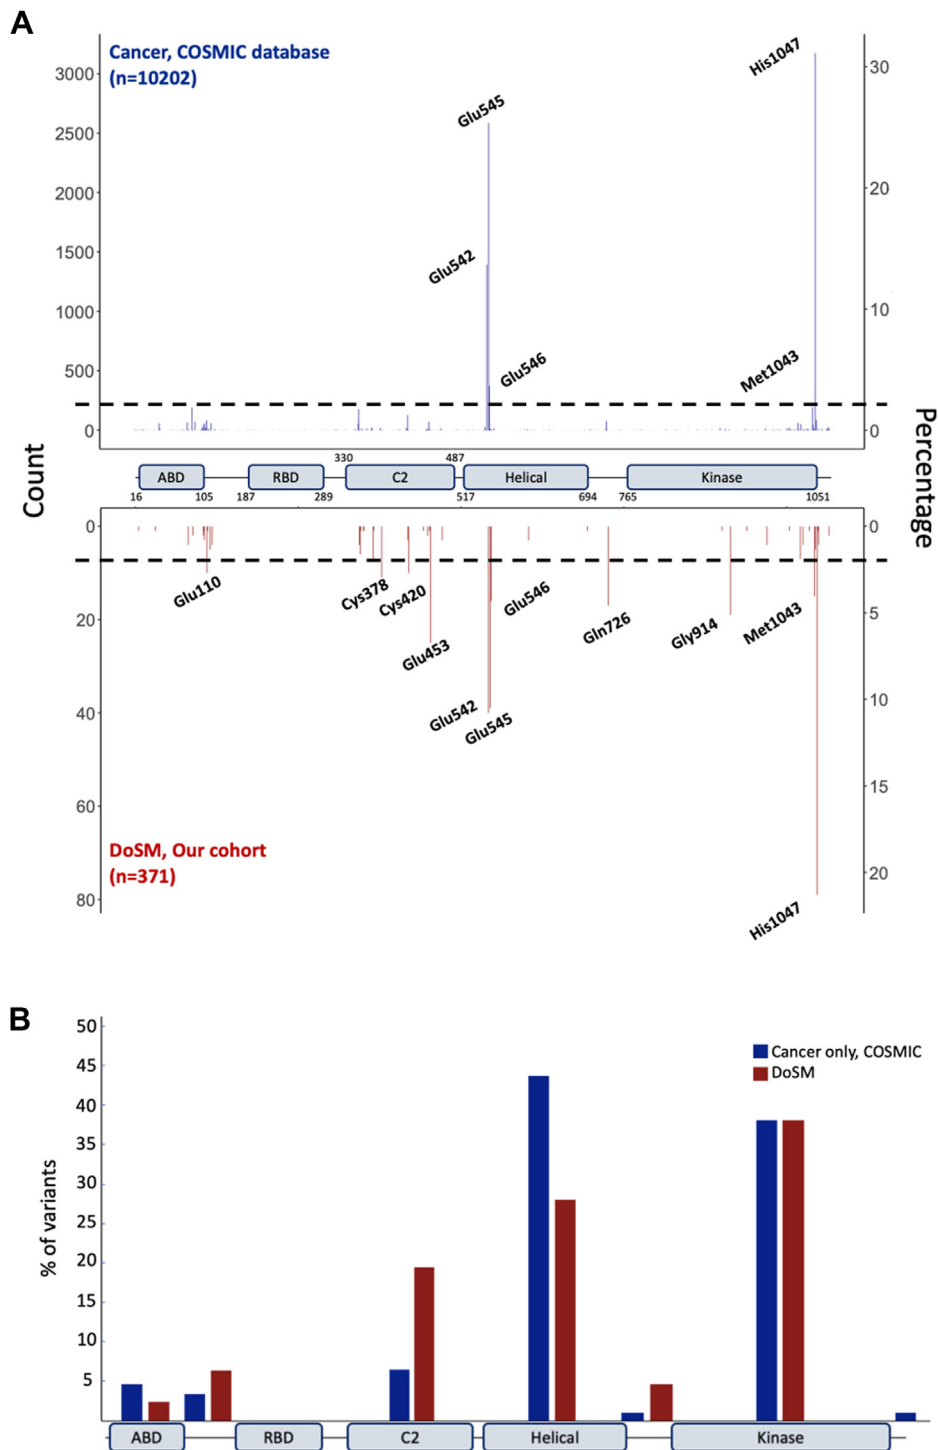 A
Cancer, COSMIC database
(n=10202)
3000
2500
2000
1500
1000
500
0
30
20
10
0
His1047
Glu545
Glu542
Glu546
Met1043
Count
Percentage
330
487
ABD
RBD
C2
Helical
Kinase
16
105
187
289
517
694
765
1051
0
20
40
60
80
0
5
10
15
20
Glu110
Cys378
Cys420
Glu453
Glu542
Glu545
Glu546
Gln726
Gly914
Met1043
His1047
DoSM, Our cohort
(n=371)
B
50
45
40
35
30
25
20
15
10
5
% of variants
Cancer only, COSMIC
DoSM
ABD
RBD
C2
Helical
Kinase